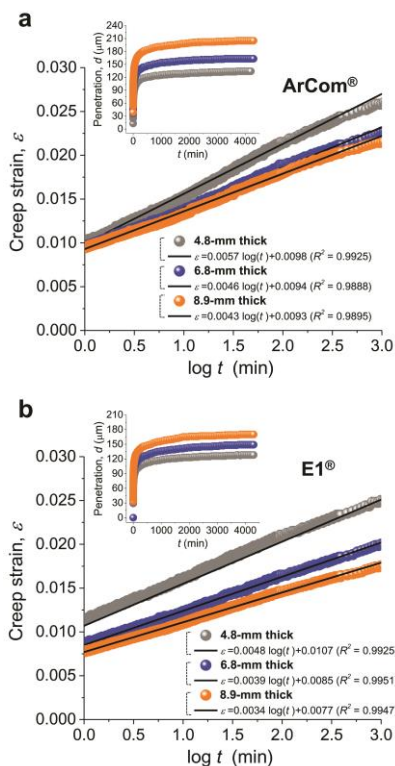 a
Penetration, d (μm)
240
210
180
150
120
90
60
30
0
0 1000 2000 3000 4000
t (min)
ArCom®
Creep strain, ε
0.030
0.025
0.020
0.015
0.010
0.005
0.000
4.8-mm thick
ε=0.0057 log(t)+0.0098 (R² = 0.9925)
6.8-mm thick
ε=0.0046 log(t)+0.0094 (R² = 0.9888)
8.9-mm thick
ε=0.0043 log(t)+0.0093 (R² = 0.9895)
0.0 0.5 1.0 1.5 2.0 2.5 3.0
log t (min)
b
Penetration, d (μm)
180
150
120
90
60
30
0
0 1000 2000 3000 4000
t (min)
E1®
Creep strain, ε
0.030
0.025
0.020
0.015
0.010
0.005
0.000
4.8-mm thick
ε=0.0048 log(t)+0.0107 (R² = 0.9925)
6.8-mm thick
ε=0.0039 log(t)+0.0085 (R² = 0.9951)
8.9-mm thick
ε=0.0034 log(t)+0.0077 (R² = 0.9947)
0.0 0.5 1.0 1.5 2.0 2.5 3.0
log t (min)